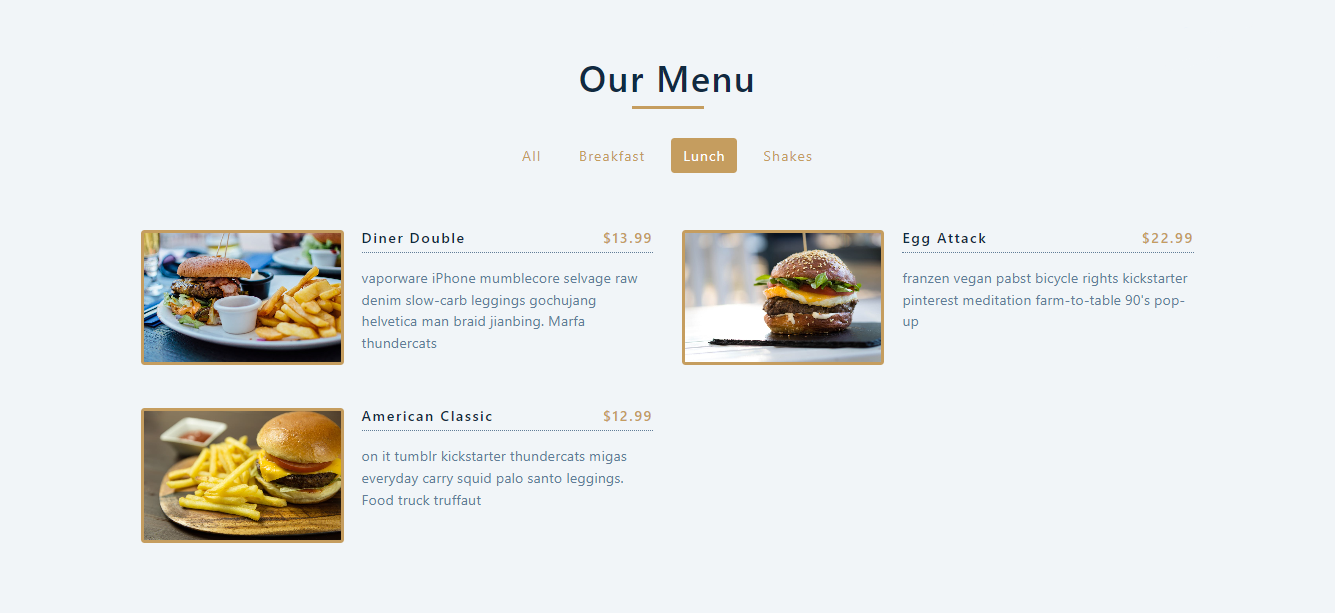 Our Menu
All Breakfast Lunch Shakes
Diner Double $13.99
vaporware iPhone mumblecore selvage raw
denim slow-carb leggings gochujang
helvetica man braid jianbing. Marfa
thundercats
Egg Attack $22.99
franzen vegan pabst bicycle rights kickstarter
pinterest meditation farm-to-table 90's pop-
up
American Classic $12.99
on it tumblr kickstarter thundercats migas
everyday carry squid palo santo leggings.
Food truck truffaut